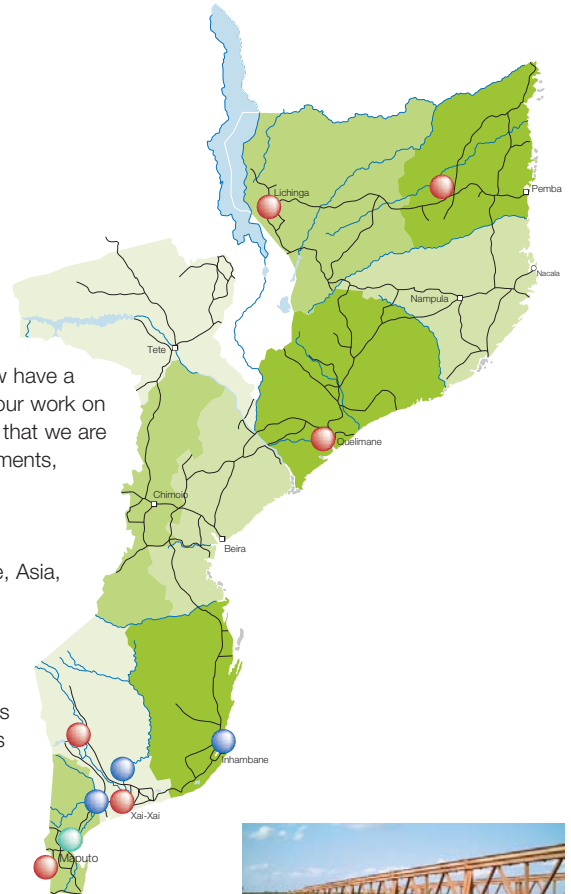 Lichinga
Pemba
Nacala
Nampula
Tete
w have a
our work on
that we are
ments,
Quelimane
Chimoio
Beira
e, Asia,
s
s
Inhambane
Xai-Xai
Maputo